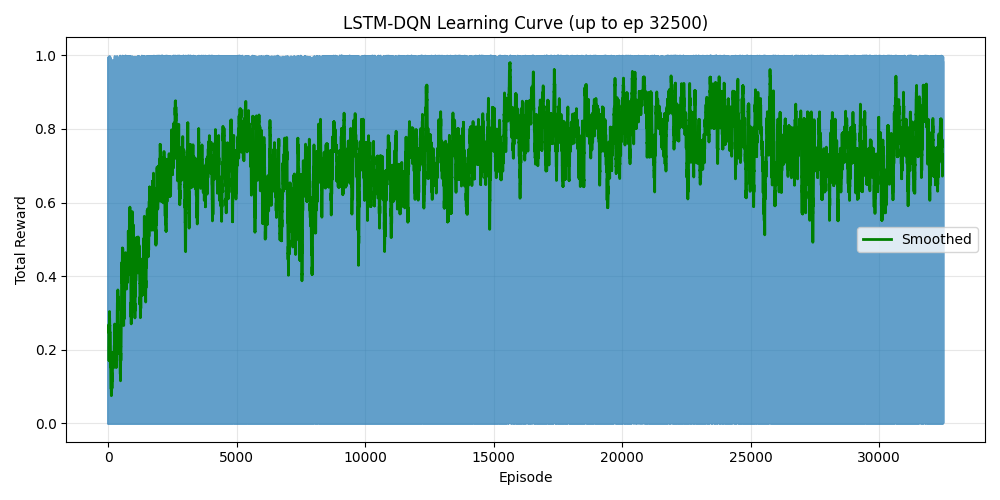 LSTM-DQN Learning Curve (up to ep 32500)
1.0
0.8
0.6
0.4
0.2
0.0
Total Reward
Smoothed
0 5000 10000 15000 20000 25000 30000
Episode